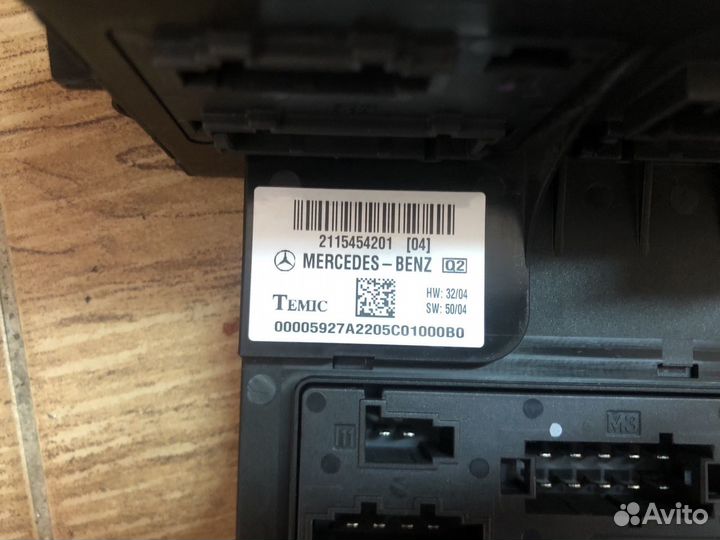 2115454201 [04]
MERCEDES-BENZ Q2
TEMIC
HW: 32/04
SW: 50/04
00005927A2205C01000B0
M3
Avito